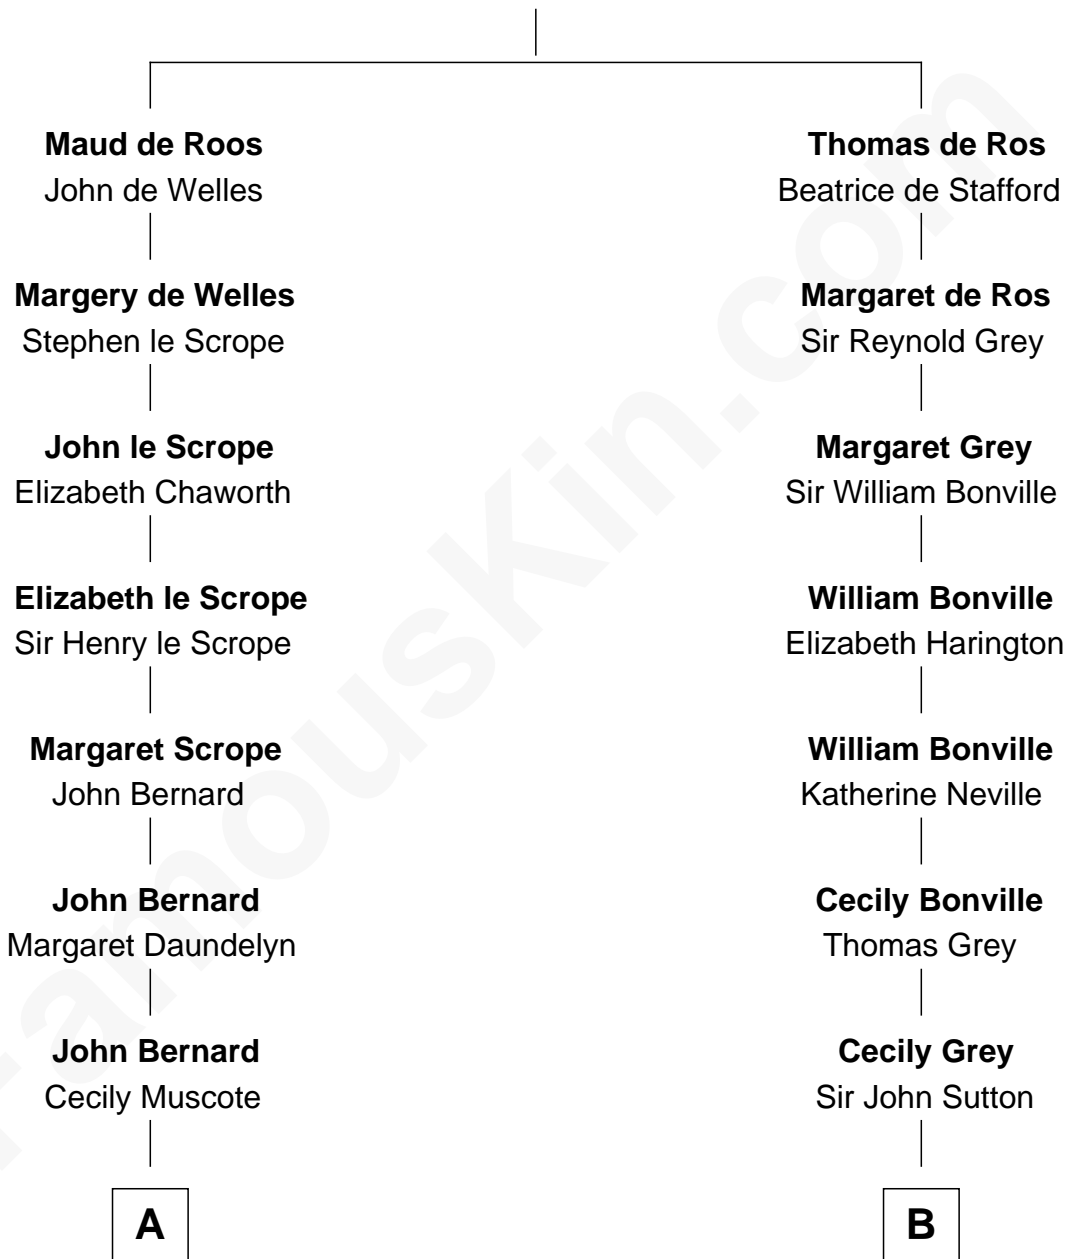 Maud de Roos
John de Welles
Margery de Welles
Stephen le Scrope
John le Scrope
Elizabeth Chaworth
Elizabeth le Scrope
Sir Henry le Scrope
Margaret Scrope
John Bernard
John Bernard
Margaret Daundelyn
John Bernard
Cecily Muscote
A
Thomas de Ros
Beatrice de Stafford
Margaret de Ros
Sir Reynold Grey
Margaret Grey
Sir William Bonville
William Bonville
Elizabeth Harington
William Bonville
Katherine Neville
Cecily Bonville
Thomas Grey
Cecily Grey
Sir John Sutton
B
FamousKin.com